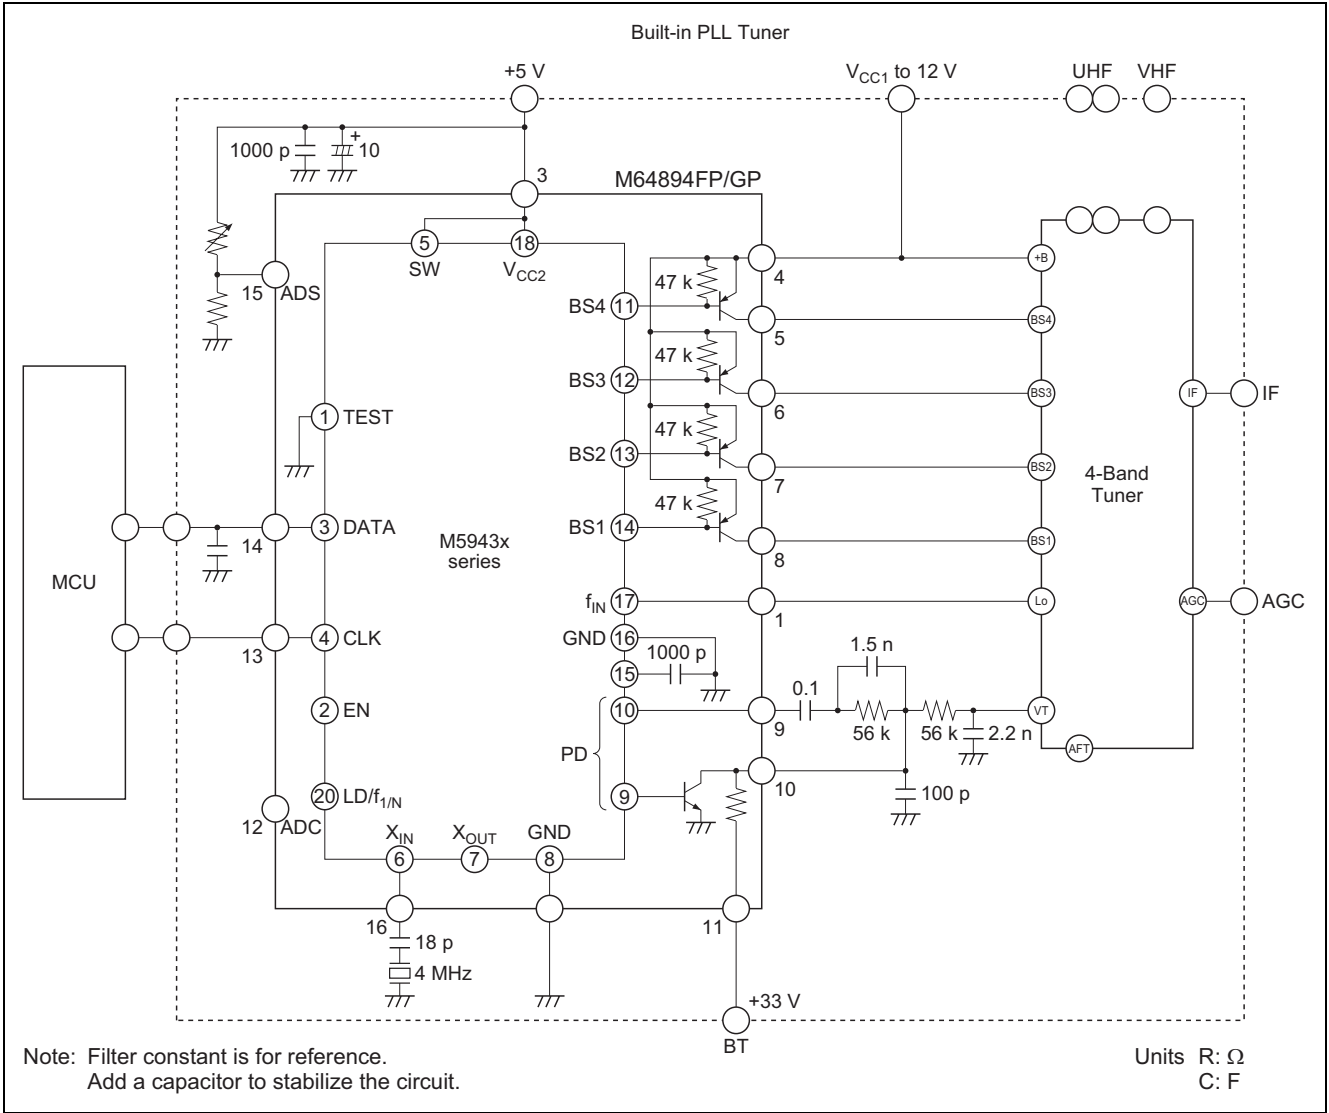 Built-in PLL Tuner
+5 V
VCC1 to 12 V
UHF
VHF
1000 p
+
10
3
M64894FP/GP
5
SW
18
VCC2
15
ADS
47 k
4
+B
BS4
11
5
BS4
47 k
BS3
12
6
BS3
IF
IF
1
TEST
47 k
BS2
13
7
BS2
4-Band
Tuner
47 k
BS1
14
8
BS1
MCU
14
3
DATA
M5943x
series
fIN
17
1
Lo
AGC
AGC
13
4
CLK
GND
16
15
1000 p
1.5 n
2
EN
PD
10
9
0.1
56 k
56 k
2.2 n
VT
AFT
9
10
100 p
12
ADC
20
LD/f1/N
XIN
XOUT
GND
6
7
8
16
11
18 p
4 MHz
+33 V
BT
Note: Filter constant is for reference.
Add a capacitor to stabilize the circuit.
Units R: Ω
C: F